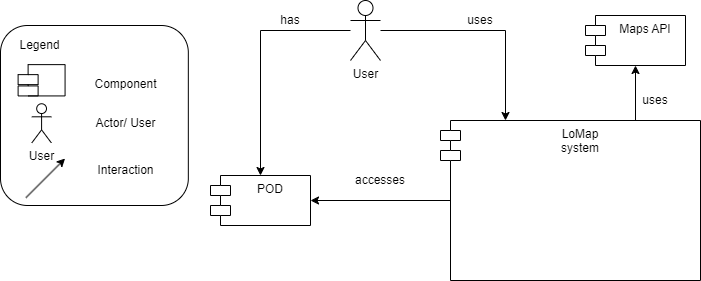 Legend
Component
Actor/ User
User
Interaction
has
uses
User
Maps API
uses
LoMap
system
accesses
POD